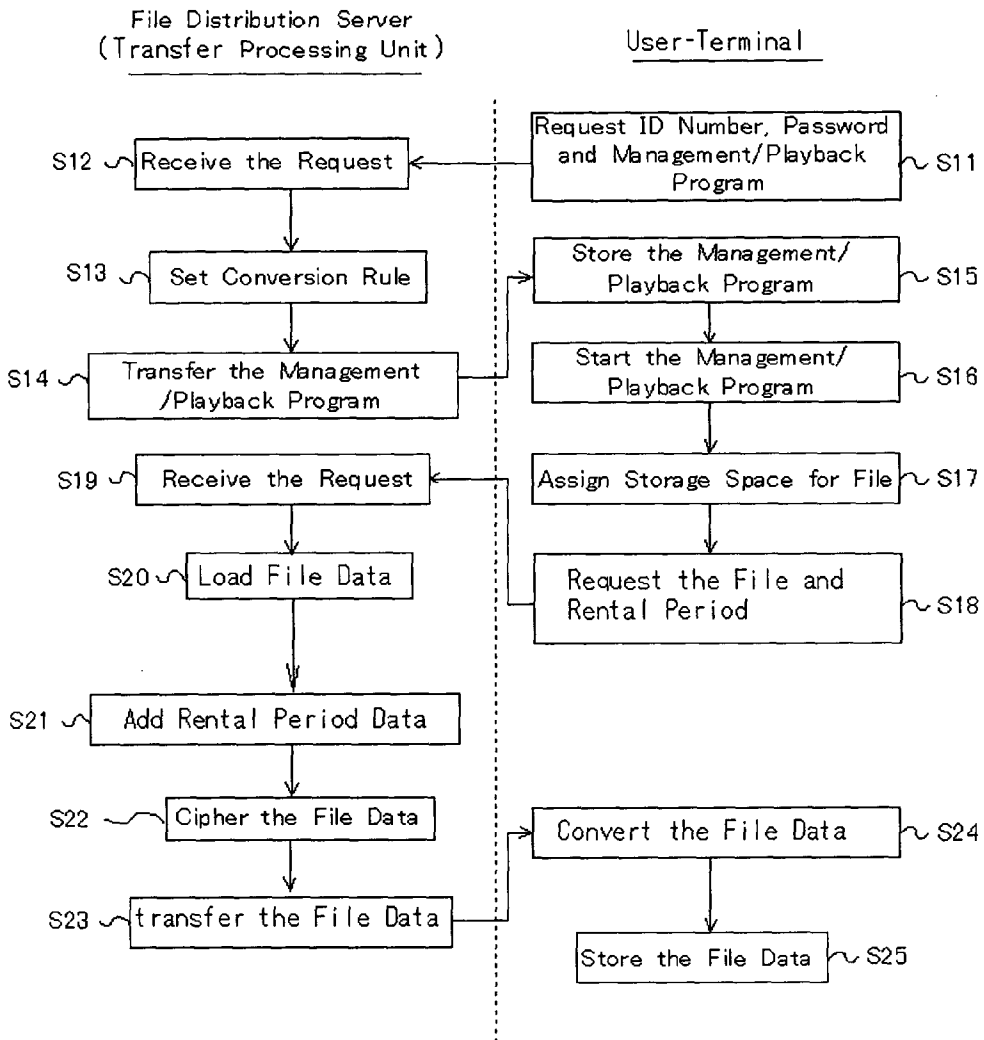 File Distribution Server
(Transfer Processing Unit)
User-Terminal
Request ID Number, Password
and Management/Playback
Program
S11
S12
Receive the Request
S13
Set Conversion Rule
S14
Transfer the Management
/Playback Program
Store the Management/
Playback Program
S15
Start the Management/
Playback Program
S16
Assign Storage Space for File
S17
Request the File and
Rental Period
S18
S19
Receive the Request
S20
Load File Data
S21
Add Rental Period Data
S22
Cipher the File Data
S23
transfer the File Data
Convert the File Data
S24
Store the File Data
S25